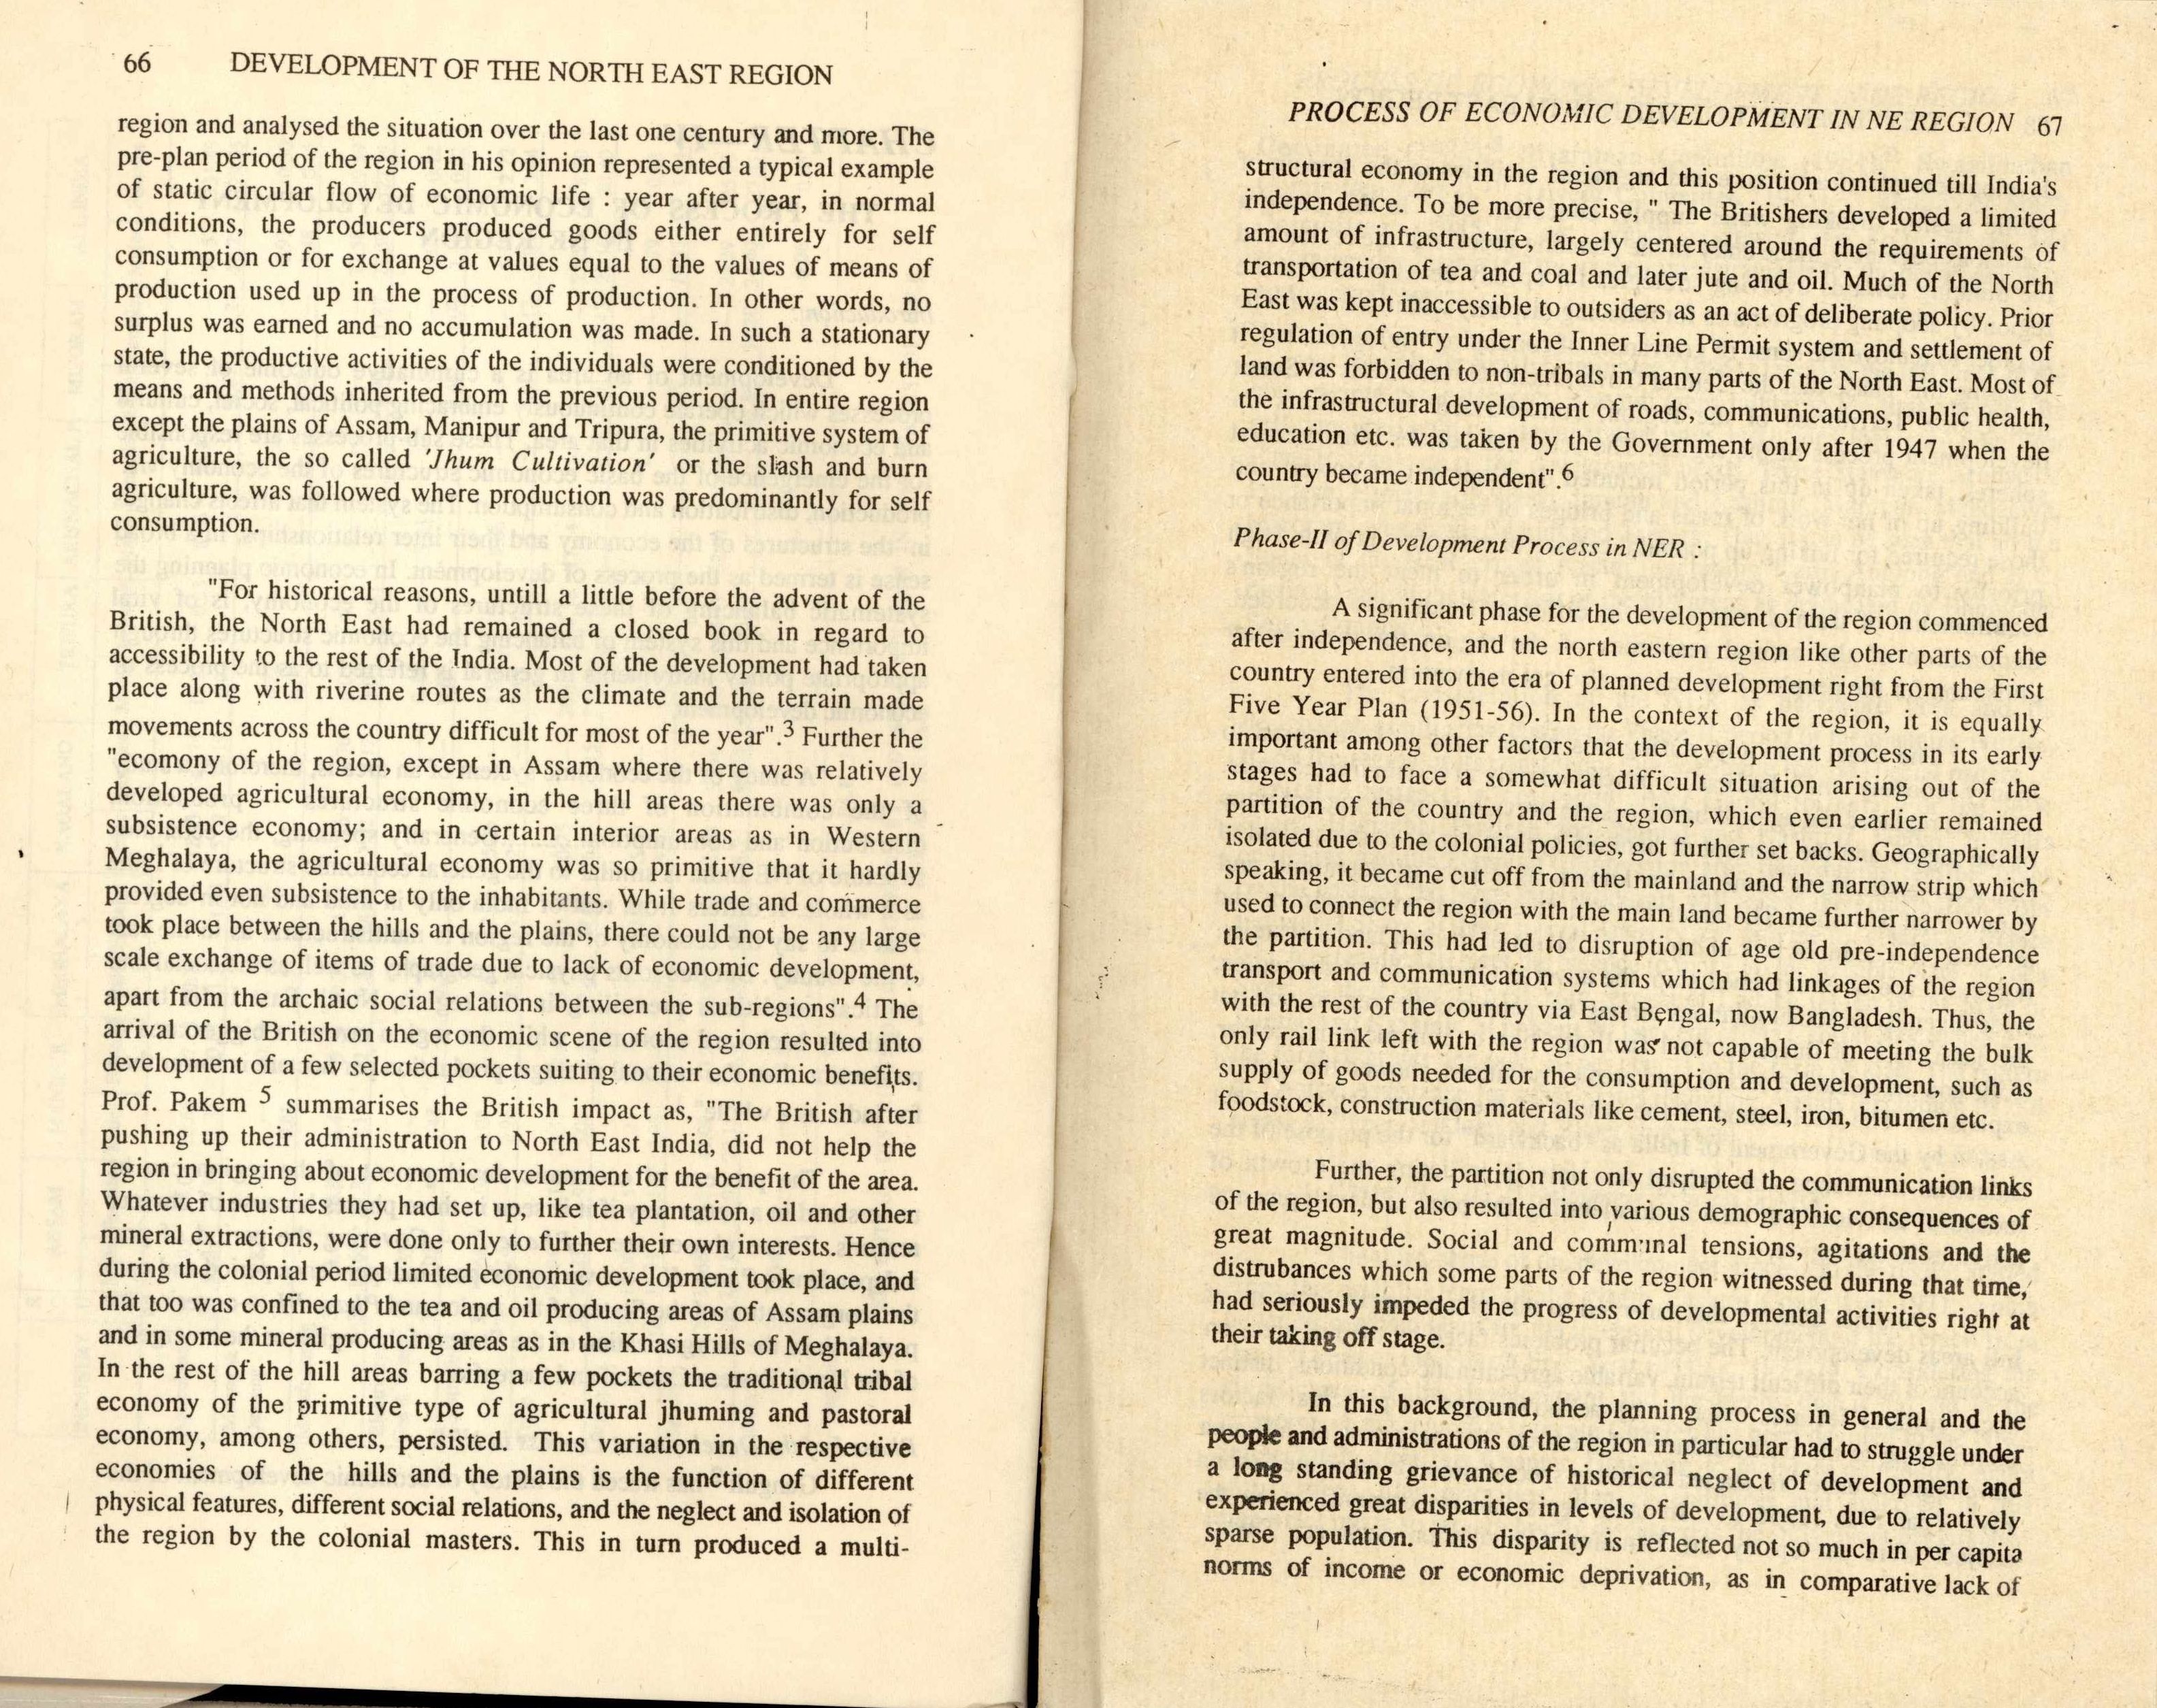 66 DEVELOPMENT OF THE NORTH EAST REGION
region and analysed the situation over the last one century and more. The
pre-plan period of the region in his opinion represented a typical example
of static circular flow of economic life : year after year, in normal
conditions, the producers produced goods either entirely for self
consumption or for exchange at values equal to the values of means of
production used up in the process of production. In other words, no
surplus was earned and no accumulation was made. In such a stationary
state, the productive activities of the individuals were conditioned by the
means and methods inherited from the previous period. In entire region
except the plains of Assam, Manipur and Tripura, the primitive system of
agriculture, the so called 'Jhum Cultivation' or the slash and burn
agriculture, was followed where production was predominantly for self
consumption.
"For historical reasons, untill a little before the advent of the
British, the North East had remained a closed book in regard to
accessibility to the rest of the India. Most of the development had taken
place along with riverine routes as the climate and the terrain made
movements across the country difficult for most of the year".3 Further the
"ecomony of the region, except in Assam where there was relatively
developed agricultural economy, in the hill areas there was only a
subsistence economy; and in certain interior areas as in Western
Meghalaya, the agricultural economy was so primitive that it hardly
provided even subsistence to the inhabitants. While trade and commerce
took place between the hills and the plains, there could not be any large
scale exchange of items of trade due to lack of economic development,
apart from the archaic social relations between the sub-regions".4 The
arrival of the British on the economic scene of the region resulted into
development of a few selected pockets suiting to their economic benefits.
Prof. Pakem 5 summarises the British impact as, "The British after
pushing up their administration to North East India, did not help the
region in bringing about economic development for the benefit of the area.
Whatever industries they had set up, like tea plantation, oil and other
mineral extractions, were done only to further their own interests. Hence
during the colonial period limited economic development took place, and
that too was confined to the tea and oil producing areas of Assam plains
and in some mineral producing areas as in the Khasi Hills of Meghalaya.
In the rest of the hill areas barring a few pockets the traditional tribal
economy of the primitive type of agricultural jhuming and pastoral
economy, among others, persisted. This variation in the respective
economies of the hills and the plains is the function of different
physical features, different social relations, and the neglect and isolation of
the region by the colonial masters. This in turn produced a multi-
PROCESS OF ECONOMIC DEVELOPMENT IN NE REGION 67
structural economy in the region and this position continued till India's
independence. To be more precise, " The Britishers developed a limited
amount of infrastructure, largely centered around the requirements of
transportation of tea and coal and later jute and oil. Much of the North
East was kept inaccessible to outsiders as an act of deliberate policy. Prior
regulation of entry under the Inner Line Permit system and settlement of
land was forbidden to non-tribals in many parts of the North East. Most of
the infrastructural development of roads, communications, public health,
education etc. was taken by the Government only after 1947 when the
country became independent".6
Phase-II of Development Process in NER :
A significant phase for the development of the region commenced
after independence, and the north eastern region like other parts of the
country entered into the era of planned development right from the First
Five Year Plan (1951-56). In the context of the region, it is equally
important among other factors that the development process in its early
stages had to face a somewhat difficult situation arising out of the
partition of the country and the region, which even earlier remained
isolated due to the colonial policies, got further set backs. Geographically
speaking, it became cut off from the mainland and the narrow strip which
used to connect the region with the main land became further narrower by
the partition. This had led to disruption of age old pre-independence
transport and communication systems which had linkages of the region
with the rest of the country via East Bengal, now Bangladesh. Thus, the
only rail link left with the region was not capable of meeting the bulk
supply of goods needed for the consumption and development, such as
foodstock, construction materials like cement, steel, iron, bitumen etc.
Further, the partition not only disrupted the communication links
of the region, but also resulted into various demographic consequences of
great magnitude. Social and communal tensions, agitations and the
distrubances which some parts of the region witnessed during that time,
had seriously impeded the progress of developmental activities right at
their taking off stage.
In this background, the planning process in general and the
people and administrations of the region in particular had to struggle under
a long standing grievance of historical neglect of development and
experienced great disparities in levels of development, due to relatively
sparse population. This disparity is reflected not so much in per capita
norms of income or economic deprivation, as in comparative lack of